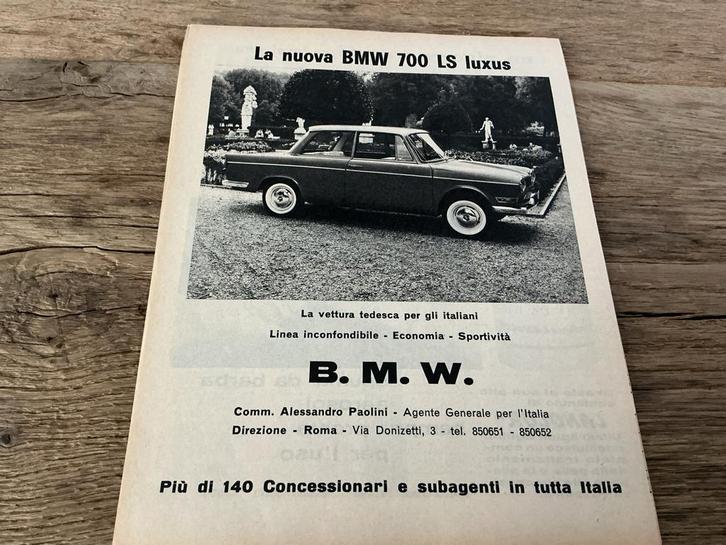 La nuova BMW 700 LS luxus
La vettura tedesca per gli italiani
Linea inconfondibile - Economia - Sportività
B. M. W.
Comm. Alessandro Paolini - Agente Generale per l'Italia
Direzione - Roma - Via Donizetti, 3 - tel. 850651 - 850652
Più di 140 Concessionari e subagenti in tutta Italia